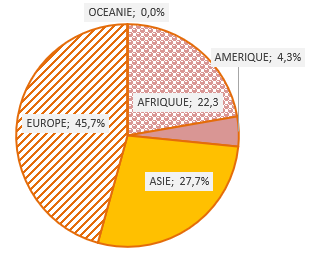 OCEANIE; 0,0%
AMERIQUE; 4,3%
AFRIQUUE; 22,3
EUROPE; 45,7%
ASIE; 27,7%